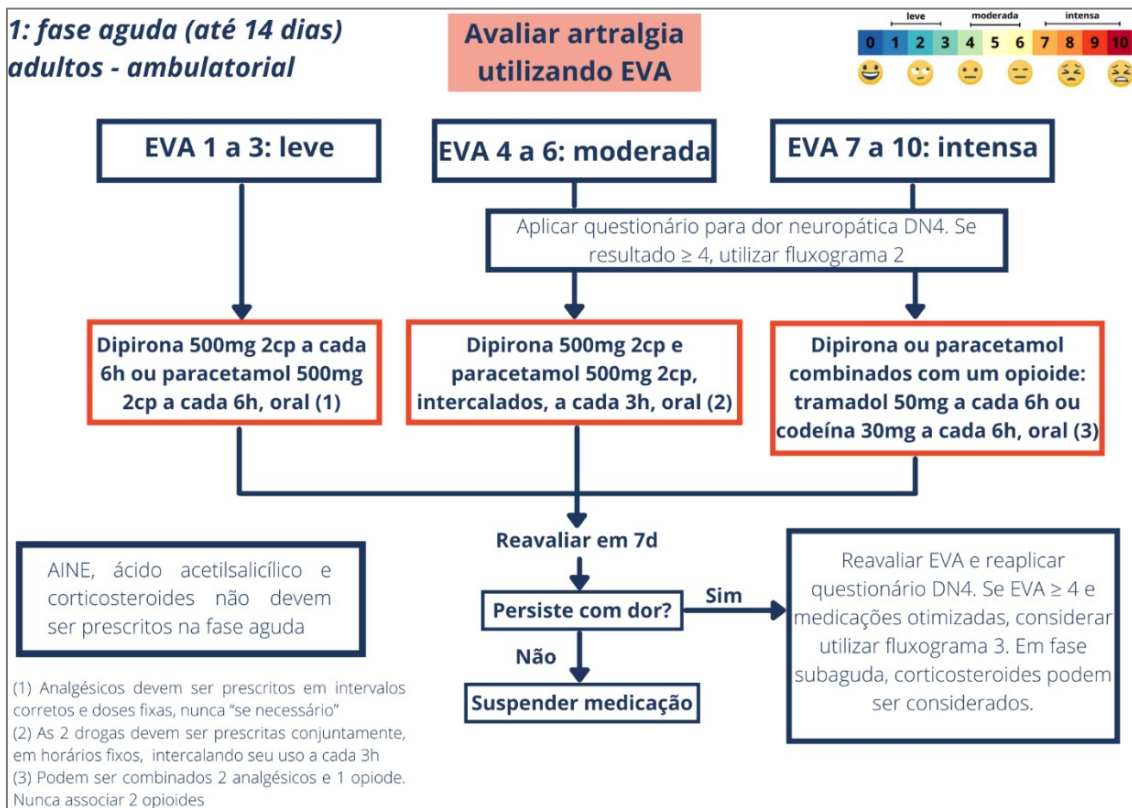 1: fase aguda (até 14 dias)
adultos - ambulatorial
Avaliar artralgia
utilizando EVA
leve
moderada
intensa
0 1 2 3 4 5 6 7 8 9 10
EVA 1 a 3: leve
EVA 4 a 6: moderada
EVA 7 a 10: intensa
Aplicar questionário para dor neuropática DN4. Se
resultado ≥ 4, utilizar fluxograma 2
Dipirona 500mg 2cp a cada
6h ou paracetamol 500mg
2cp a cada 6h, oral (1)
Dipirona 500mg 2cp e
paracetamol 500mg 2cp,
intercalados, a cada 3h, oral (2)
Dipirona ou paracetamol
combinados com um opioide:
tramadol 50mg a cada 6h ou
codeína 30mg a cada 6h, oral (3)
Reavaliar em 7d
Persiste com dor?
Sim
Não
Suspender medicação
Reavaliar EVA e reaplicar
questionário DN4. Se EVA ≥ 4 e
medicações otimizadas, considerar
utilizar fluxograma 3. Em fase
subaguda, corticosteroides podem
ser considerados.
AINE, ácido acetilsalicílico e
corticosteroides não devem
ser prescritos na fase aguda
(1) Analgésicos devem ser prescritos em intervalos
corretos e doses fixas, nunca "se necessário"
(2) As 2 drogas devem ser prescritas conjuntamente,
em horários fixos, intercalando seu uso a cada 3h
(3) Podem ser combinados 2 analgésicos e 1 opiode.
Nunca associar 2 opioides